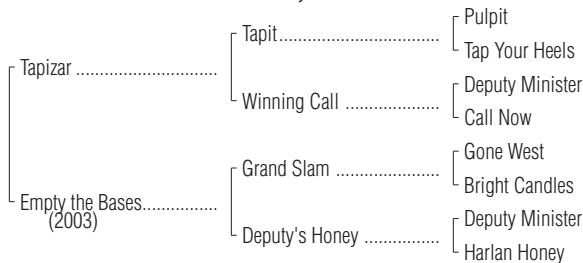 Pulpit
Tapit
Tap Your Heels
Tapizar
Deputy Minister
Winning Call
Call Now
Gone West
Grand Slam
Bright Candles
Empty the Bases
(2003)
Deputy Minister
Deputy's Honey
Harlan Honey